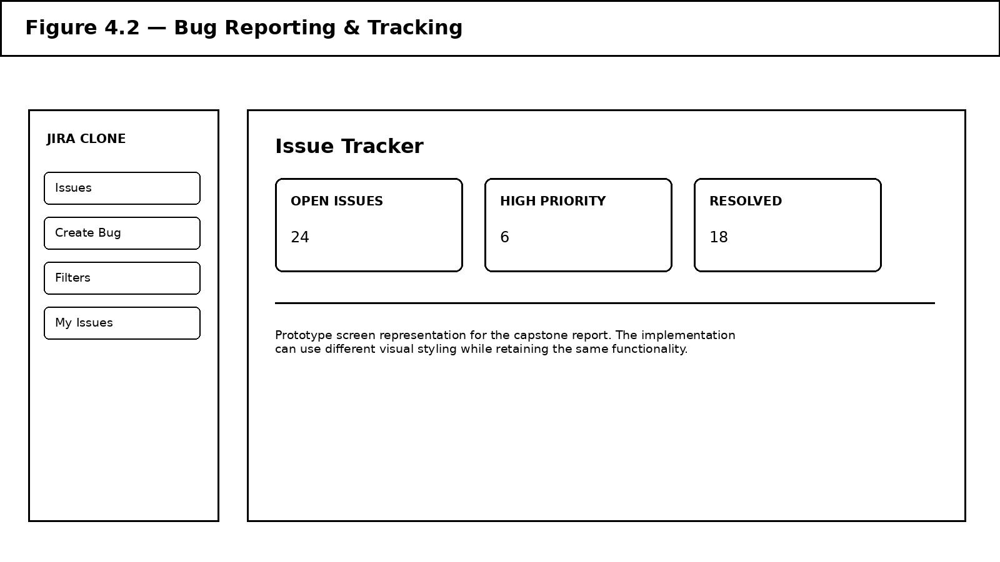 Figure 4.2 — Bug Reporting & Tracking
JIRA CLONE
Issues
Create Bug
Filters
My Issues
Issue Tracker
OPEN ISSUES
24
HIGH PRIORITY
6
RESOLVED
18
Prototype screen representation for the capstone report. The implementation
can use different visual styling while retaining the same functionality.